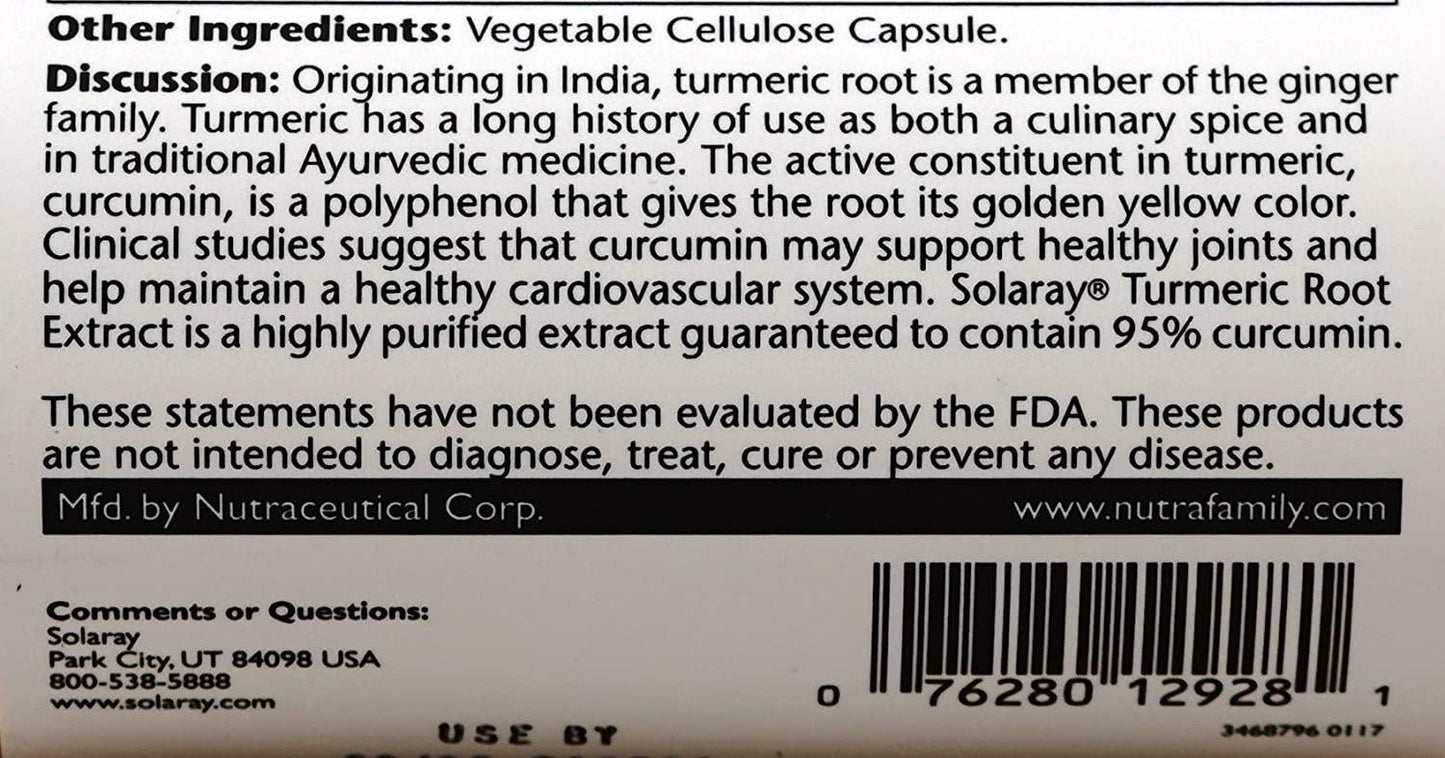 Other Ingredients: Vegetable Cellulose Capsule.
Discussion: Originating in India, turmeric root is a member of the ginger
family. Turmeric has a long history of use as both a culinary spice and
in traditional Ayurvedic medicine. The active constituent in turmeric,
curcumin, is a polyphenol that gives the root its golden yellow color.
Clinical studies suggest that curcumin may support healthy joints and
help maintain a healthy cardiovascular system. Solaray® Turmeric Root
Extract is a highly purified extract guaranteed to contain 95% curcumin.
These statements have not been evaluated by the FDA. These products
are not intended to diagnose, treat, cure or prevent any disease.
Mfd. by Nutraceutical Corp. www.nutrafamily.com
Comments or Questions:
Solaray
Park City, UT 84098 USA
800-538-5888
www.solaray.com
0 76280 12928 1
3468796 0117
USE BY